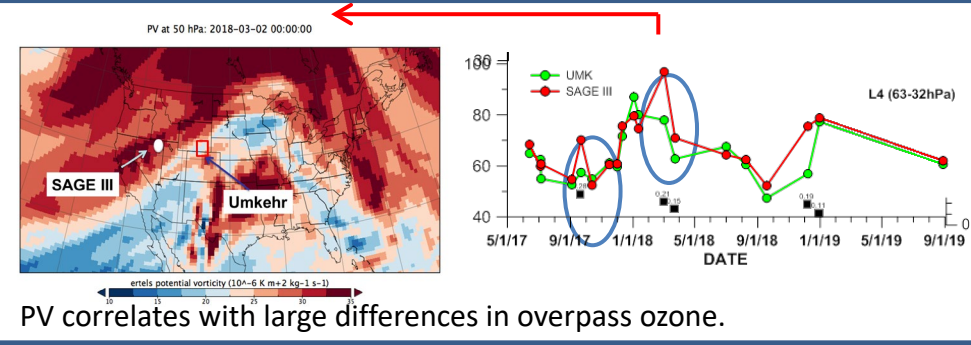 PV at 50 hPa: 2018-03-02 00:00:00
SAGE III
Umkehr
ertels potential vorticity (10^-6 K m+2 kg-1 s-1)
10 15 20 25 30 35
100
80
60
40
UMK
SAGE III
L4 (63-32hPa)
0.21
0.15
0.19
0.11
0
5/1/17 9/1/17 1/1/18 5/1/18 9/1/18 1/1/19 5/1/19 9/1/19
DATE
PV correlates with large differences in overpass ozone.